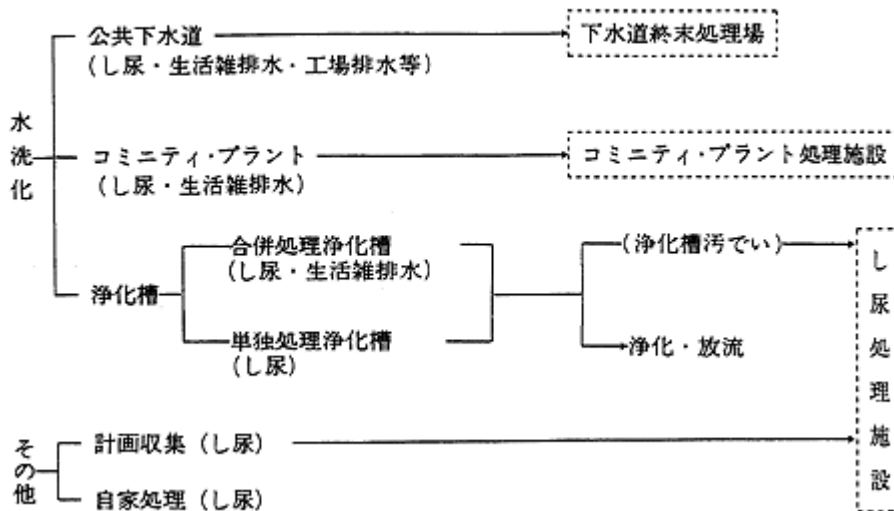 公共下水道
(し尿・生活雑排水・工場排水等)
下水道終末処理場
水洗化
コミニティ・プラント
(し尿・生活雑排水)
コミニティ・プラント処理施設
浄化槽
合併処理浄化槽
(し尿・生活雑排水)
単独処理浄化槽
(し尿)
(浄化槽汚でい)
浄化・放流
し尿処理施設
その他
計画収集(し尿)
自家処理(し尿)